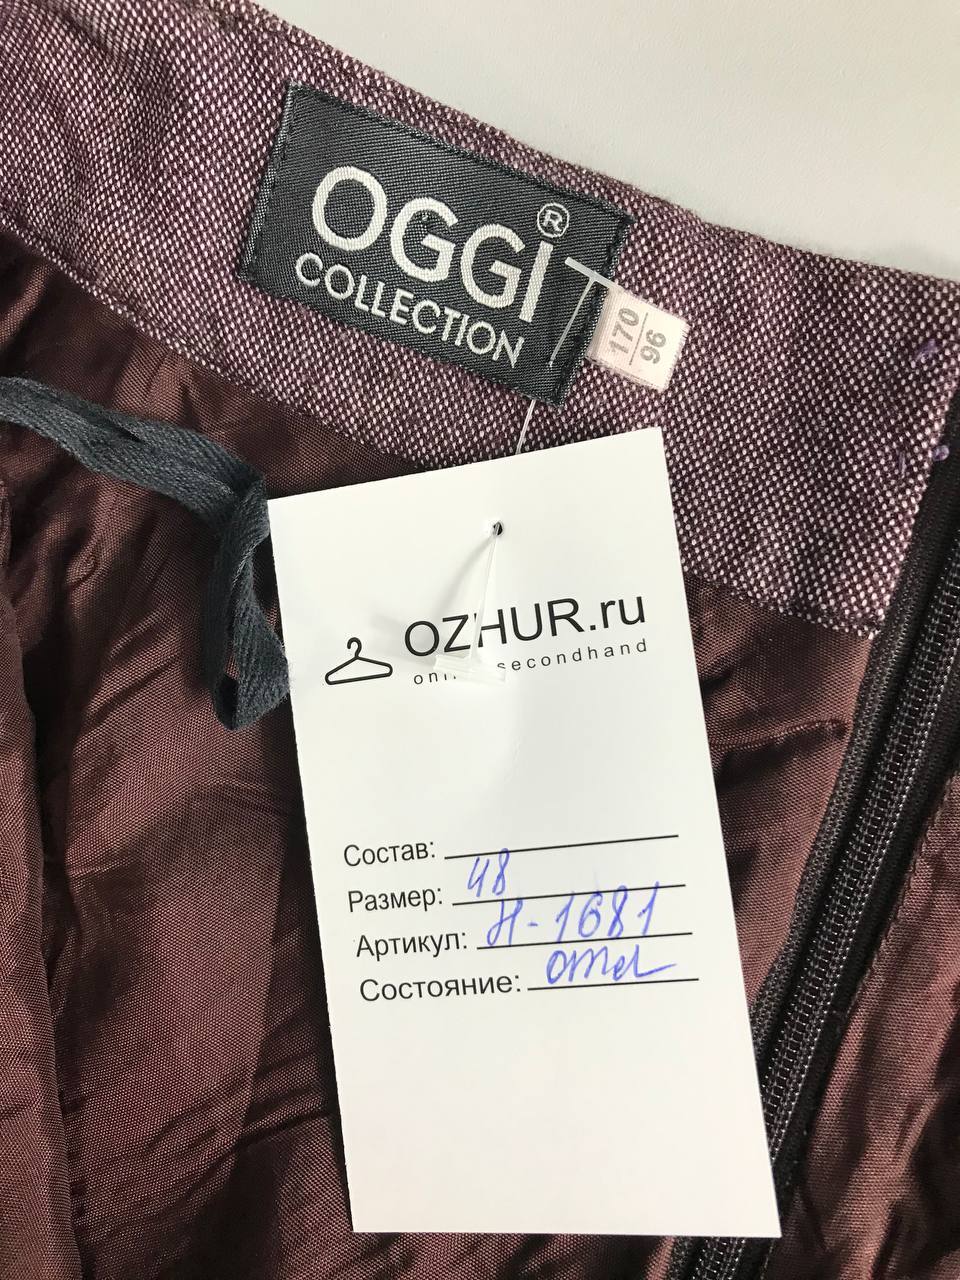 OGGI®
COLLECTION
170
96
OZHUR.ru
secondhand
Состав:
Размер: 48
Артикул: Н-1681
Состояние: отл